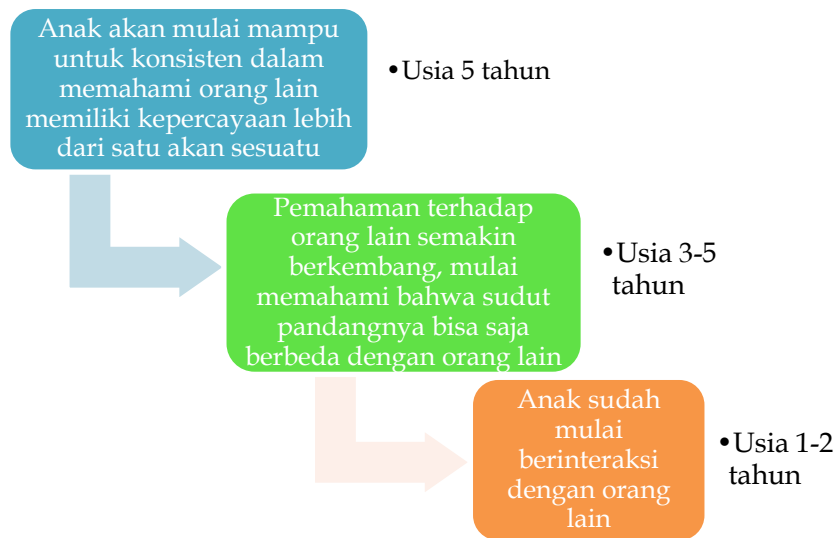 Anak akan mulai mampu
untuk konsisten dalam
memahami orang lain
memiliki kepercayaan lebih
dari satu akan sesuatu
•Usia 5 tahun
Pemahaman terhadap
orang lain semakin
berkembang, mulai
memahami bahwa sudut
pandangnya bisa saja
berbeda dengan orang lain
•Usia 3-5
tahun
Anak sudah
mulai
berinteraksi
dengan orang
lain
•Usia 1-2
tahun